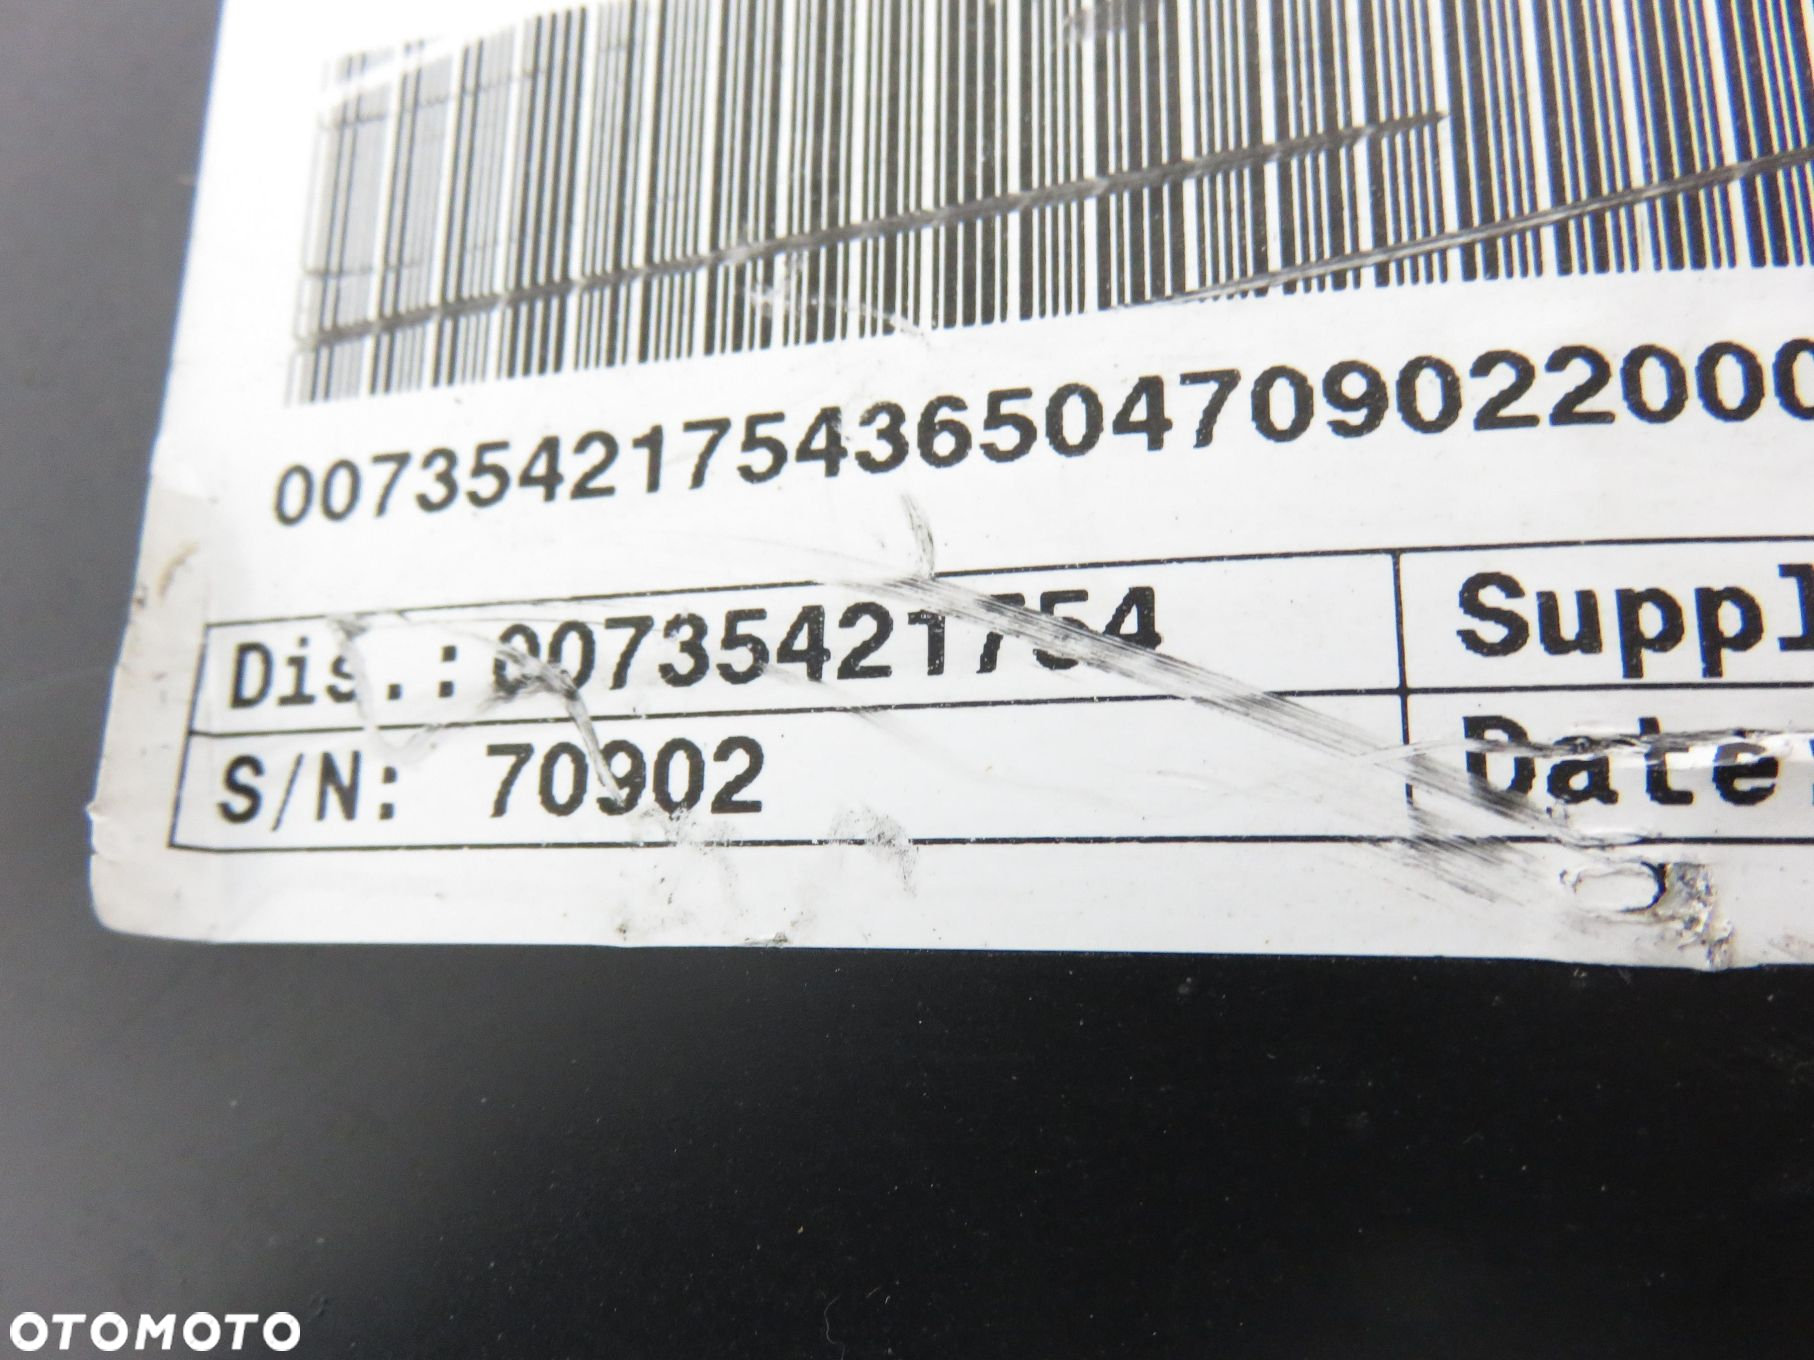 00735421754365047090220000
Dis.: 00735421754
Suppl
S/N: 70902
Date
OTOMOTO